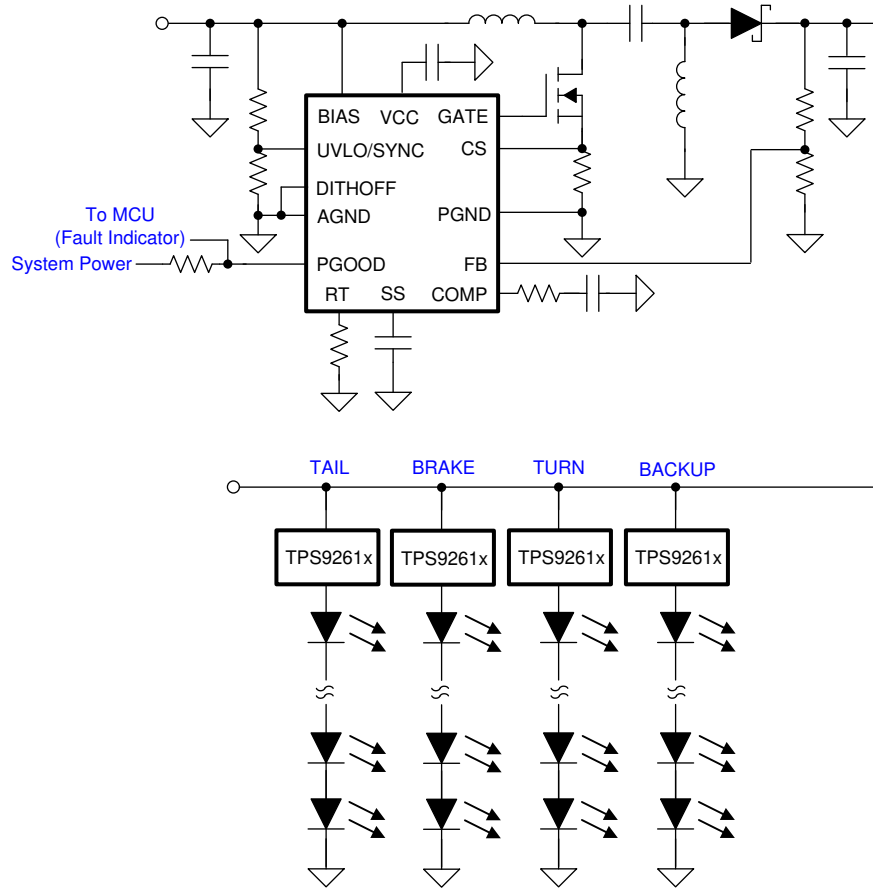 BIAS VCC GATE
UVLO/SYNC CS
DITHOFF
AGND PGND
To MCU
(Fault Indicator)
System Power
PGOOD FB
RT SS COMP
TAIL BRAKE TURN BACKUP
TPS9261x TPS9261x TPS9261x TPS9261x